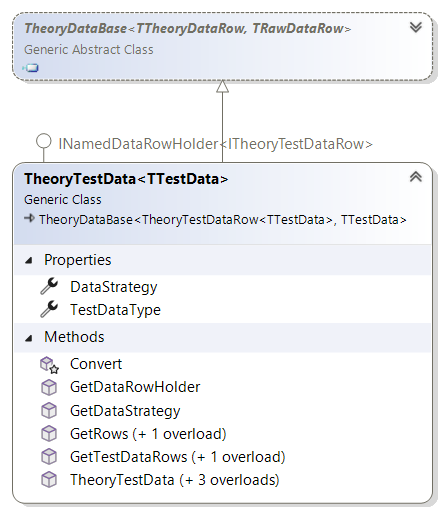 TheoryDataBase<TTheoryDataRow, TRawDataRow>
Generic Abstract Class
INamedDataRowHolder<ITheoryTestDataRow>
TheoryTestData<TTestData>
Generic Class
TheoryDataBase<TheoryTestDataRow<TTestData>, TTestData>
Properties
DataStrategy
TestDataType
Methods
Convert
GetDataRowHolder
GetDataStrategy
GetRows (+ 1 overload)
GetTestDataRows (+ 1 overload)
TheoryTestData (+ 3 overloads)